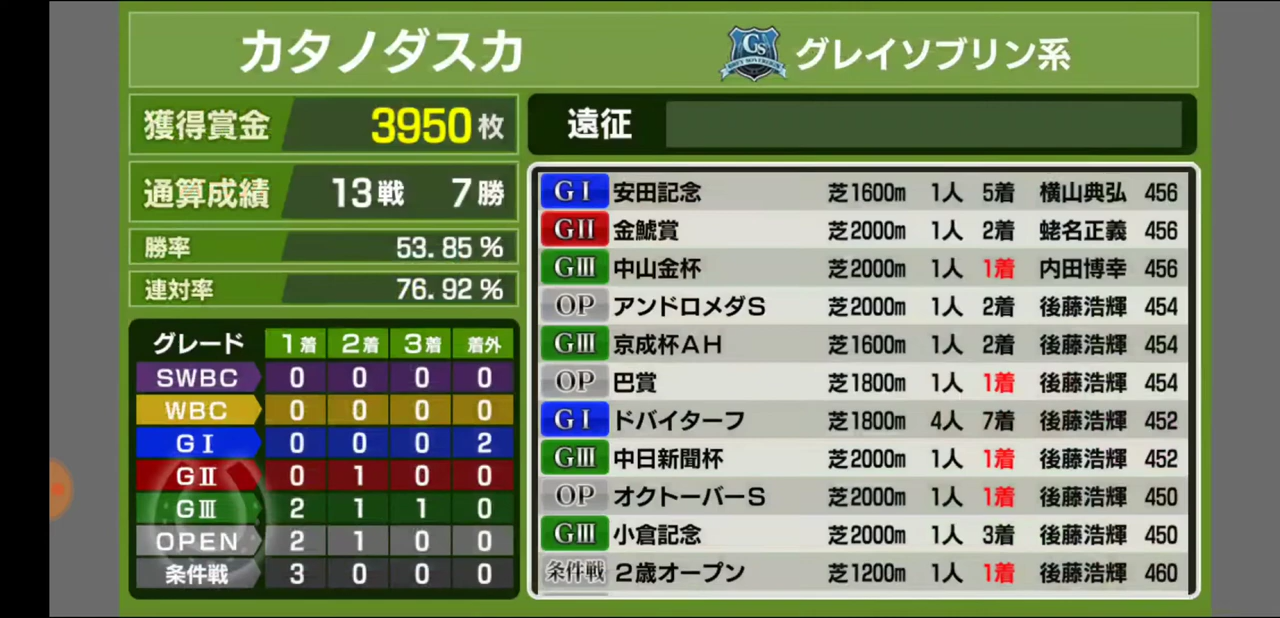 カタノダスカ
GS
GREY SOVEREIGN
グレイソブリン系
獲得賞金 3950枚
遠征
通算成績 13戦 7勝
勝率 53.85%
連対率 76.92%
グレード 1着 2着 3着 着外
SWBC 0 0 0 0
WBC 0 0 0 0
GⅠ 0 0 0 2
GⅡ 0 1 0 0
GⅢ 2 1 1 0
OPEN 2 1 0 0
条件戦 3 0 0 0
GⅠ 安田記念 芝1600m 1人 5着 横山典弘 456
GⅡ 金鯱賞 芝2000m 1人 2着 蛯名正義 456
GⅢ 中山金杯 芝2000m 1人 1着 内田博幸 456
OP アンドロメダS 芝2000m 1人 2着 後藤浩輝 454
GⅢ 京成杯AH 芝1600m 1人 2着 後藤浩輝 454
OP 巴賞 芝1800m 1人 1着 後藤浩輝 454
GⅠ ドバイターフ 芝1800m 4人 7着 後藤浩輝 452
GⅢ 中日新聞杯 芝2000m 1人 1着 後藤浩輝 452
OP オクトーバーS 芝2000m 1人 1着 後藤浩輝 450
GⅢ 小倉記念 芝2000m 1人 3着 後藤浩輝 450
条件戦 2歳オープン 芝1200m 1人 1着 後藤浩輝 460